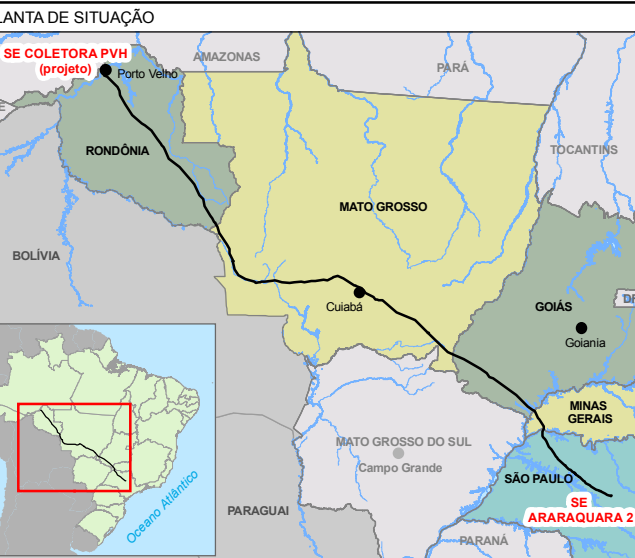 LANTA DE SITUAÇÃO
SE COLETORA PVH
(projeto)
Porto Velho
AMAZONAS
PARÁ
TOCANTINS
RONDÔNIA
MATO GROSSO
BOLÍVIA
Cuiabá
GOIÁS
Goiania
MINAS
GERAIS
MATO GROSSO DO SUL
Campo Grande
SÃO PAULO
SE
ARARAQUARA 2
PARAGUAI
PARANÁ
Oceano Atlântico